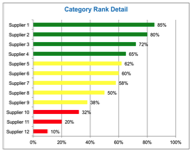 Category Rank Detail
Supplier 1 85%
Supplier 2 80%
Supplier 3 72%
Supplier 4 65%
Supplier 5 62%
Supplier 6 60%
Supplier 7 58%
Supplier 8 50%
Supplier 9 38%
Supplier 10 32%
Supplier 11 20%
Supplier 12 10%
0% 20% 40% 60% 80% 100%